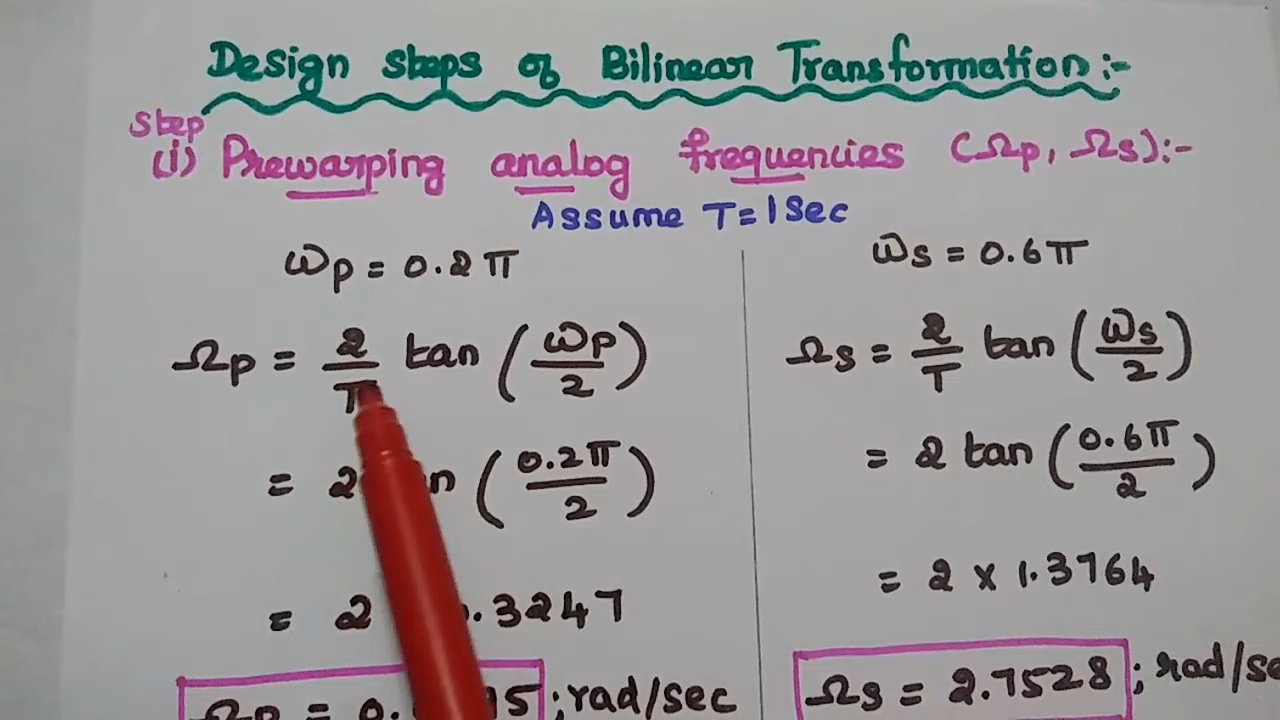 Design Steps of Bilinear Transformation:-
Step
(i) Prewarping analog frequencies (Ωp, Ωs):-
Assume T=1Sec
ωp = 0.2π
Ωp = 2/T tan (ωp/2)
= 2 (0.2π/2)
= 2 .3247
Ωp = ; rad/sec
ωs = 0.6π
Ωs = 2/T tan (ωs/2)
= 2 tan (0.6π/2)
= 2 × 1.3764
Ωs = 2.7528 ; rad/se